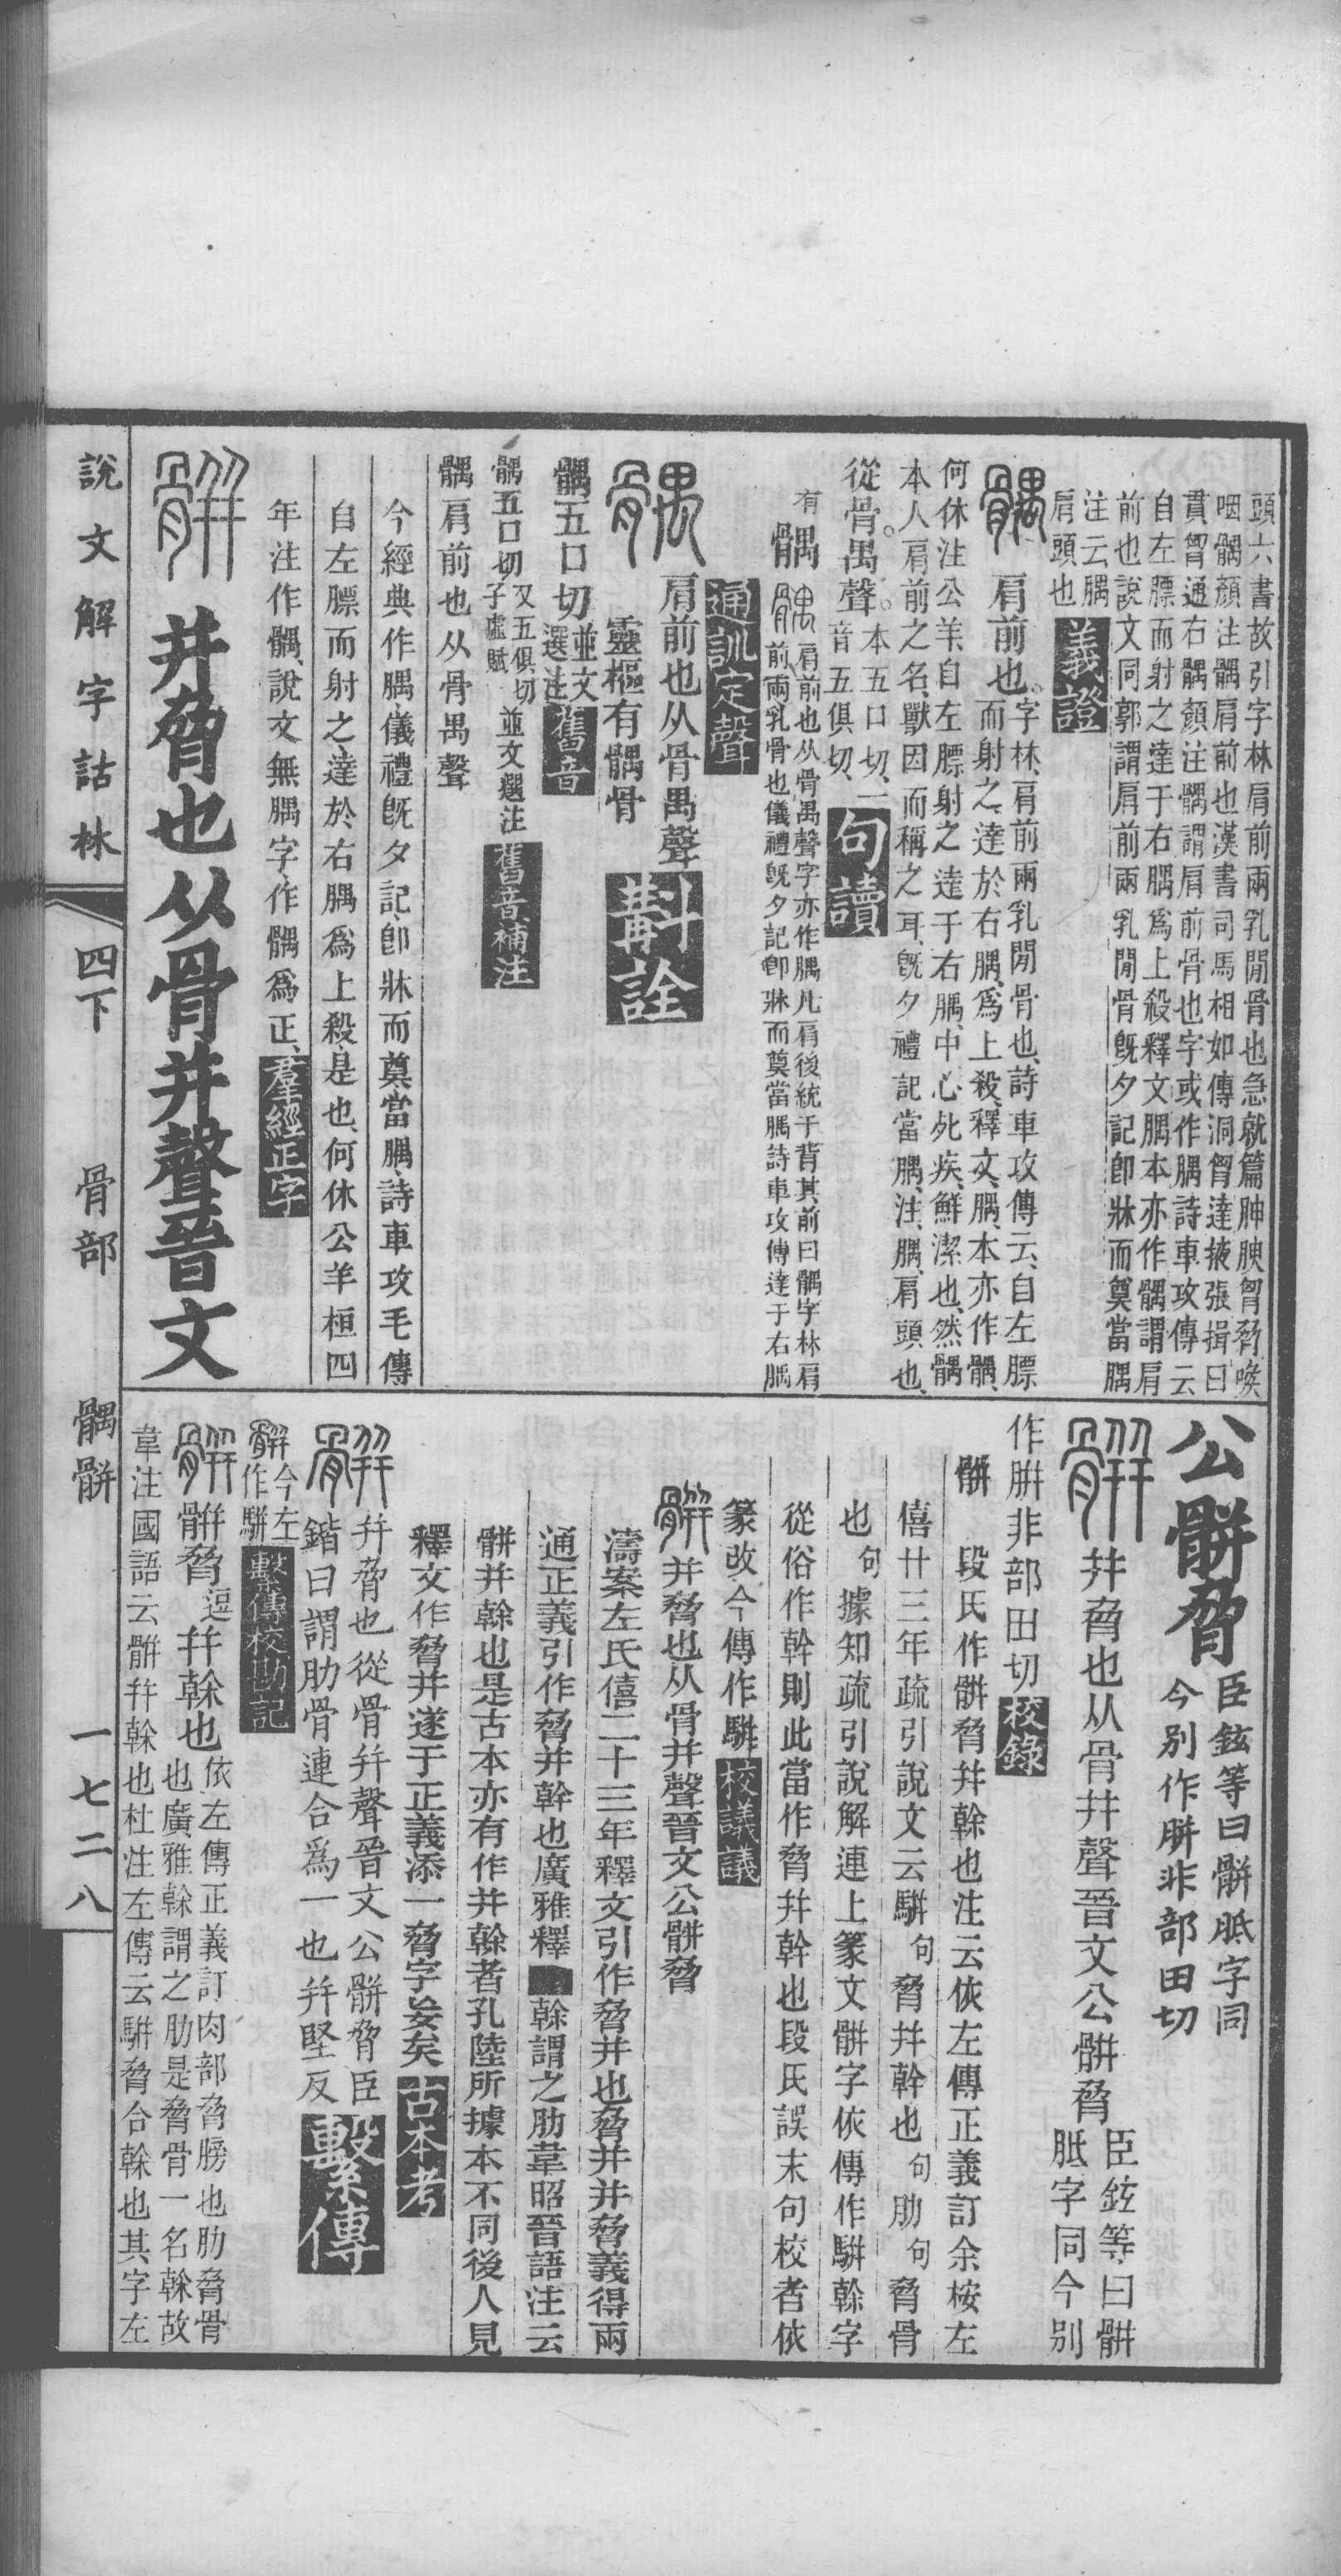 頭六書故引字林肩前兩乳閒骨也急就篇胂腴胷脅喉
咽髃顏注髃肩前也漢書司馬相如傳洞胷達掖張揖曰
貫胷通右髃顏注髃謂肩前骨也字或作腢詩車攻傳云
自左膘而射之達于右腢爲上殺釋文腢本亦作髃謂肩
前也說文同郭謂肩前兩乳閒骨旣夕記卽牀而奠當腢
注云腢
肩頭也
義證
肩前也。字林、肩前兩乳閒骨也、詩車攻傳云、自左膘
而射之、達於右腢、爲上殺、釋文、腢、本亦作髃、
何休注公羊、自左膘射之達于右腢、中心死疾、鮮潔也、然髃
本人肩前之名、獸因而稱之耳、旣夕禮記當腢、注、腢、肩頭也、
從骨。禺聲。本五口切、一
音五俱切、
句讀
有
髃
肩前也从骨禺聲字亦作腢凡肩後統于背其前曰髃字林肩
前兩乳骨也儀禮旣夕記卽牀而奠當腢詩車攻傳達于右腢
通訓定聲
肩前也从骨禺聲
靈樞有髃骨
斠詮
髃五口切並文
選注
舊音
髃五口切又五俱切
子虛賦
並文選注
舊音補注
髃肩前也从骨禺聲
今經典作腢、儀禮旣夕記、卽牀而奠當腢、詩車攻毛傳
自左膘而射之達於右腢爲上殺、是也、何休公羊桓四
年注作髃、說文無腢字、作髃爲正、
羣經正字
骿 幷脅也从骨幷聲晉文
公骿脅
臣鉉等曰骿胝字同
今別作胼非部田切
幷脅也从骨幷聲晉文公骿脅
臣鉉等曰骿
胝字同今別
作胼非部田切
校錄
骿 段氏作骿脅幷榦也注云依左傳正義訂余桉左
僖廿三年疏引說文云騈句脅幷榦也句肋句脅骨
也句據知疏引說解連上篆文骿字依傳作騈榦字
從俗作幹則此當作脅幷榦也段氏誤末句校者依
篆改今傳作騈
校議議
幷脅也从骨幷聲晉文公骿脅
濤案左氏僖二十三年釋文引作脅幷也脅幷幷脅義得兩
通正義引作脅幷幹也廣雅釋■榦謂之肋韋昭晉語注云
骿幷榦也是古本亦有作幷榦者孔陸所據本不同後人見
釋文作脅幷遂于正義添一脅字妄矣
古本考
幷脅也從骨幷聲晉文公骿脅臣
鍇曰謂肋骨連合爲一也幷堅反
繫傳
今左
作騈
繫傳校勘記
骿脅逗幷榦也依左傳正義訂肉部脅膀也肋脅骨
也廣雅榦謂之肋是脅骨一名榦故
韋注國語云骿幷榦也杜注左傳云騈脅合榦也其字左
說文解字詁林
四下
骨部
髃骿
一七二八